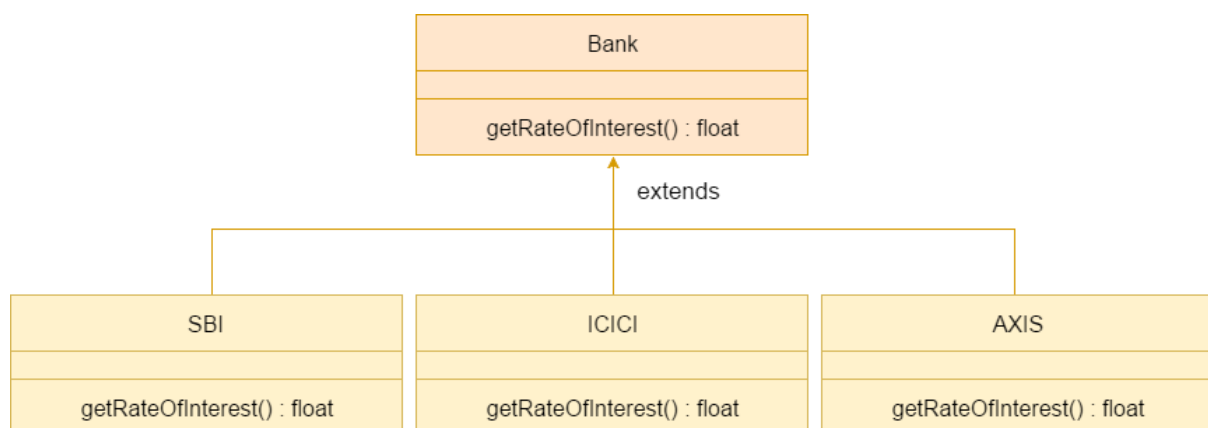 Bank
getRateOfInterest() : float
extends
SBI
ICICI
AXIS
getRateOfInterest() : float
getRateOfInterest() : float
getRateOfInterest() : float